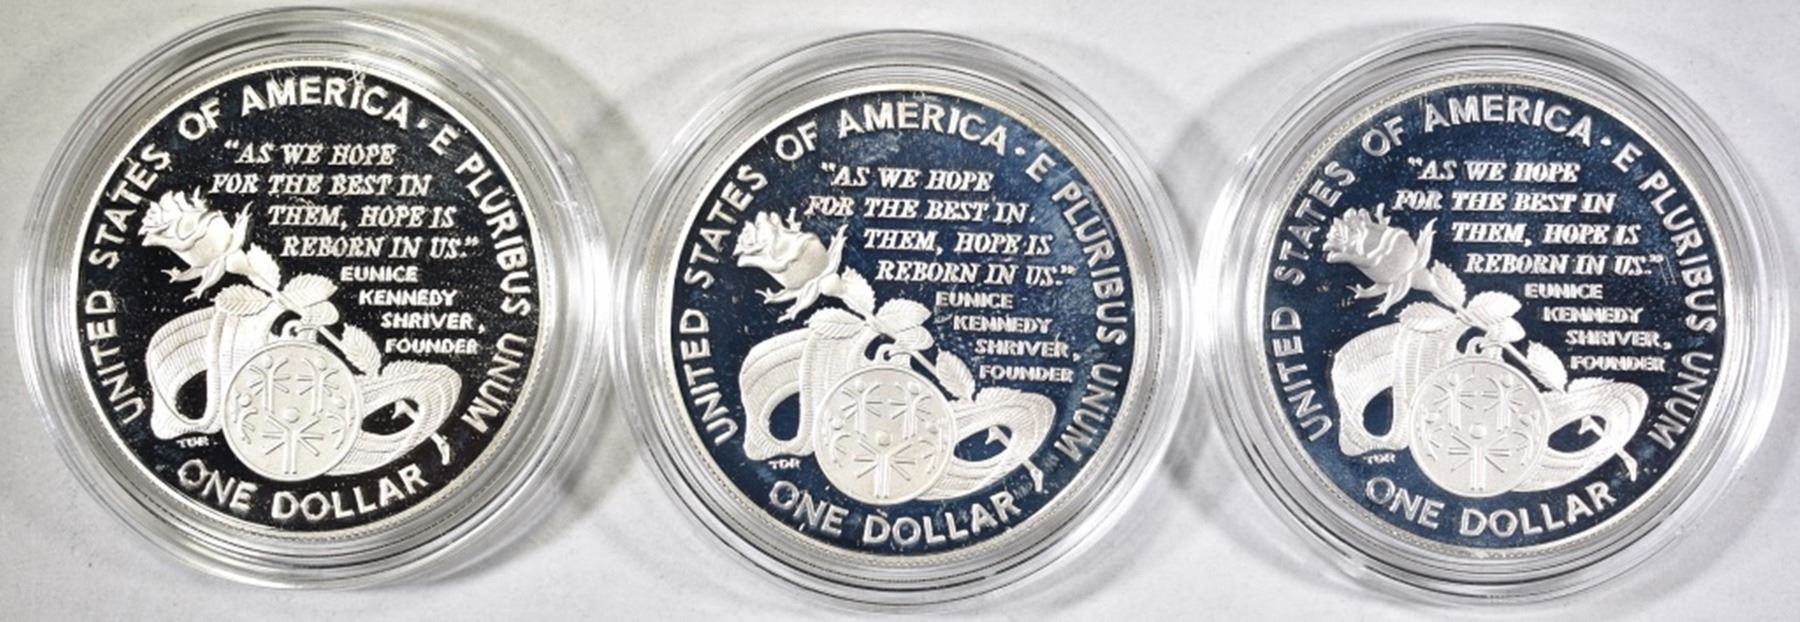 UNITED STATES OF AMERICA · E PLURIBUS UNUM
"AS WE HOPE
FOR THE BEST IN
THEM, HOPE IS
REBORN IN US."
EUNICE
KENNEDY
SHRIVER,
FOUNDER
TDR
ONE DOLLAR
UNITED STATES OF AMERICA · E PLURIBUS UNUM
"AS WE HOPE
FOR THE BEST IN
THEM, HOPE IS
REBORN IN US."
EUNICE
KENNEDY
SHRIVER,
FOUNDER
TDR
ONE DOLLAR
UNITED STATES OF AMERICA · E PLURIBUS UNUM
"AS WE HOPE
FOR THE BEST IN
THEM, HOPE IS
REBORN IN US."
EUNICE
KENNEDY
SHRIVER,
FOUNDER
TDR
ONE DOLLAR